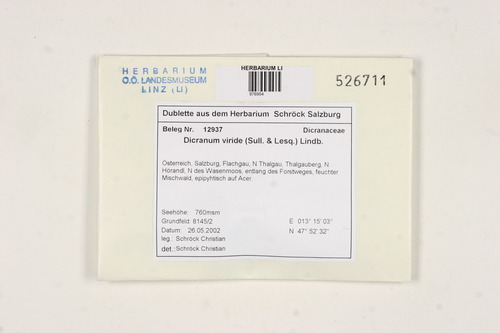 HERBARIUM
O.Ö. LANDESMUSEUM
LINZ (LI)
HERBARIUM LI
526711
Dublette aus dem Herbarium Schröck Salzburg
Beleg Nr. 12937 Dicranaceae
Dicranum viride (Sull. & Lesq.) Lindb.
Österreich, Salzburg, Flachgau, N Thalgau, Thalgauberg, N
Hörandl, N des Wasenmoos, entlang des Forstweges, feuchter
Mischwald, eppyhtisch auf Acer
Seehöhe: 760msm
Grundfeld: 8145/2 E 013° 15' 03"
Datum: 26.05.2002 N 47° 52' 32"
leg.: Schröck Christian
det.: Schröck Christian